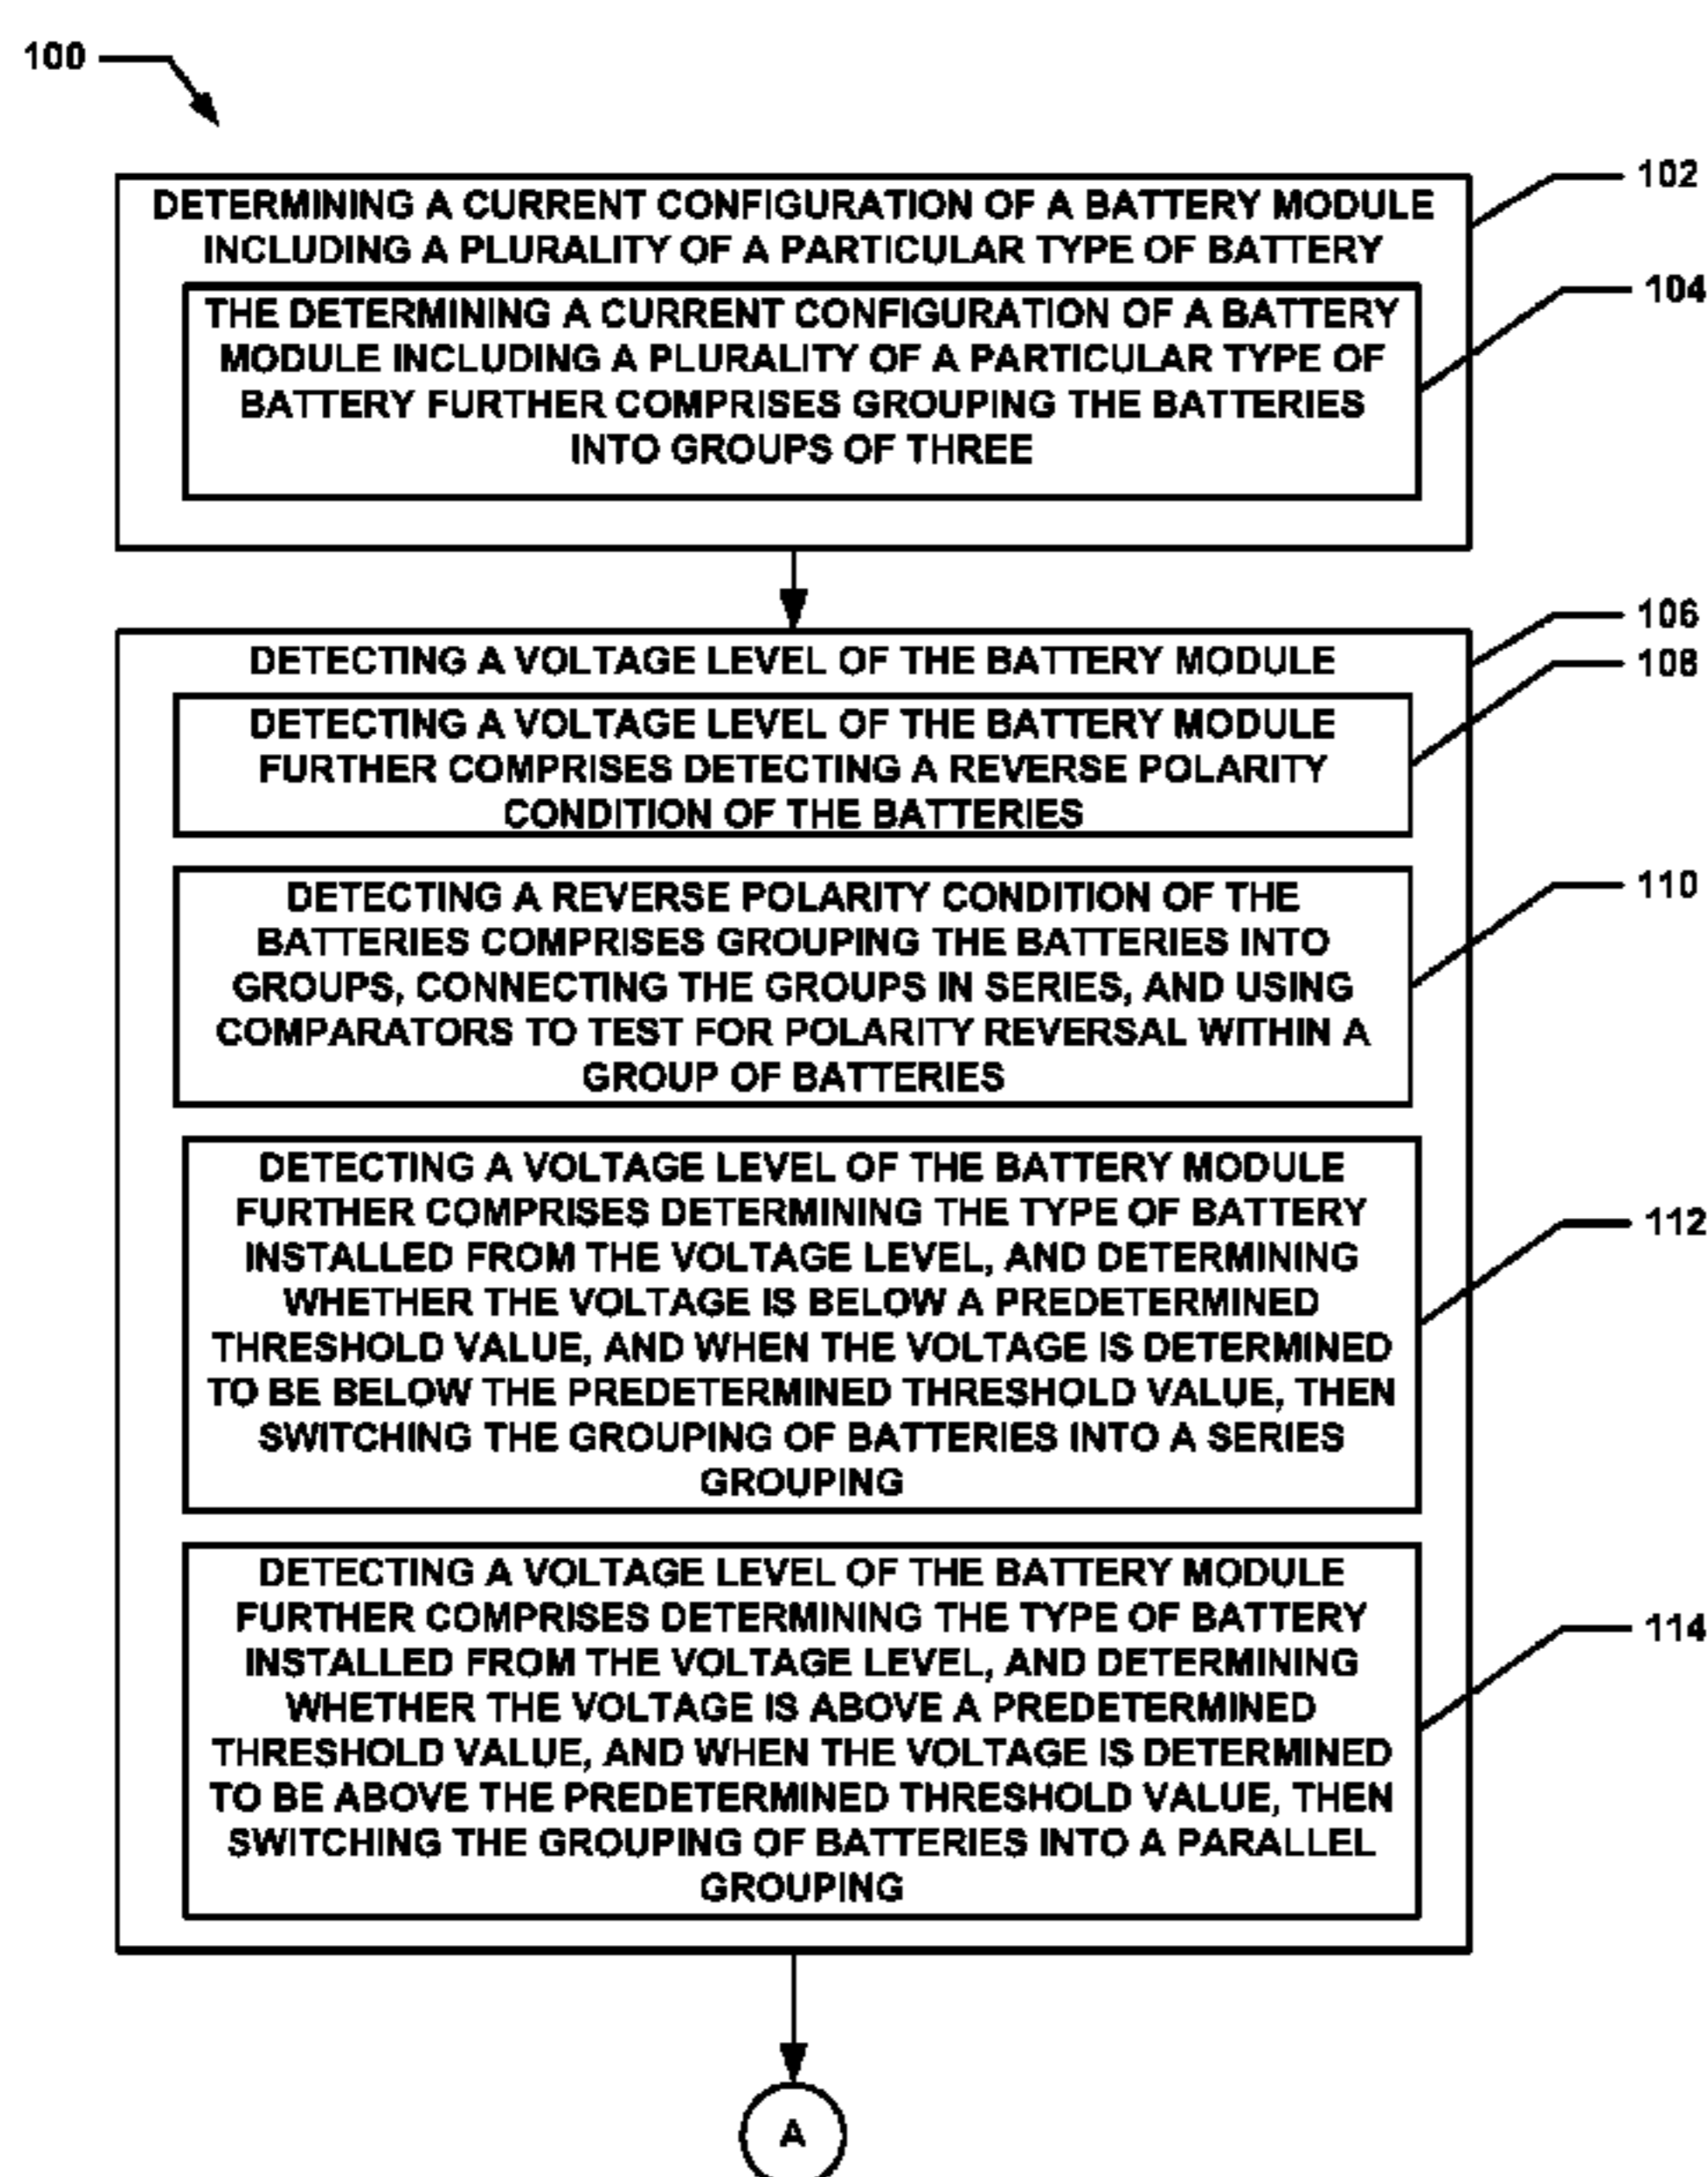 100
102
DETERMINING A CURRENT CONFIGURATION OF A BATTERY MODULE
INCLUDING A PLURALITY OF A PARTICULAR TYPE OF BATTERY
104
THE DETERMINING A CURRENT CONFIGURATION OF A BATTERY
MODULE INCLUDING A PLURALITY OF A PARTICULAR TYPE OF
BATTERY FURTHER COMPRISES GROUPING THE BATTERIES
INTO GROUPS OF THREE
106
DETECTING A VOLTAGE LEVEL OF THE BATTERY MODULE
108
DETECTING A VOLTAGE LEVEL OF THE BATTERY MODULE
FURTHER COMPRISES DETECTING A REVERSE POLARITY
CONDITION OF THE BATTERIES
110
DETECTING A REVERSE POLARITY CONDITION OF THE
BATTERIES COMPRISES GROUPING THE BATTERIES INTO
GROUPS, CONNECTING THE GROUPS IN SERIES, AND USING
COMPARATORS TO TEST FOR POLARITY REVERSAL WITHIN A
GROUP OF BATTERIES
112
DETECTING A VOLTAGE LEVEL OF THE BATTERY MODULE
FURTHER COMPRISES DETERMINING THE TYPE OF BATTERY
INSTALLED FROM THE VOLTAGE LEVEL, AND DETERMINING
WHETHER THE VOLTAGE IS BELOW A PREDETERMINED
THRESHOLD VALUE, AND WHEN THE VOLTAGE IS DETERMINED
TO BE BELOW THE PREDETERMINED THRESHOLD VALUE, THEN
SWITCHING THE GROUPING OF BATTERIES INTO A SERIES
GROUPING
114
DETECTING A VOLTAGE LEVEL OF THE BATTERY MODULE
FURTHER COMPRISES DETERMINING THE TYPE OF BATTERY
INSTALLED FROM THE VOLTAGE LEVEL, AND DETERMINING
WHETHER THE VOLTAGE IS ABOVE A PREDETERMINED
THRESHOLD VALUE, AND WHEN THE VOLTAGE IS DETERMINED
TO BE ABOVE THE PREDETERMINED THRESHOLD VALUE, THEN
SWITCHING THE GROUPING OF BATTERIES INTO A PARALLEL
GROUPING
A